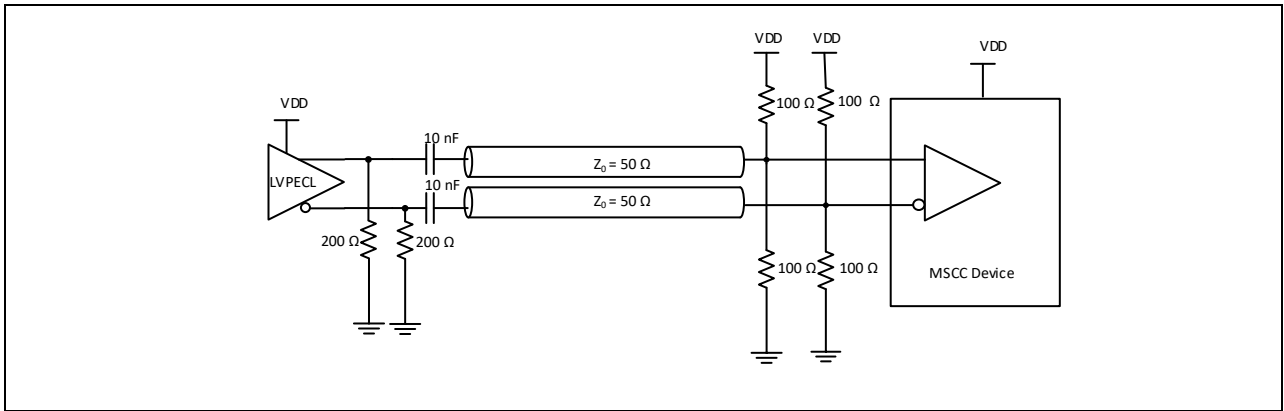 VDD
VDD
VDD
VDD
10 nF
100 Ω
100 Ω
LVPECL
Z₀ = 50 Ω
10 nF
Z₀ = 50 Ω
200 Ω
200 Ω
100 Ω
100 Ω
MSCC Device